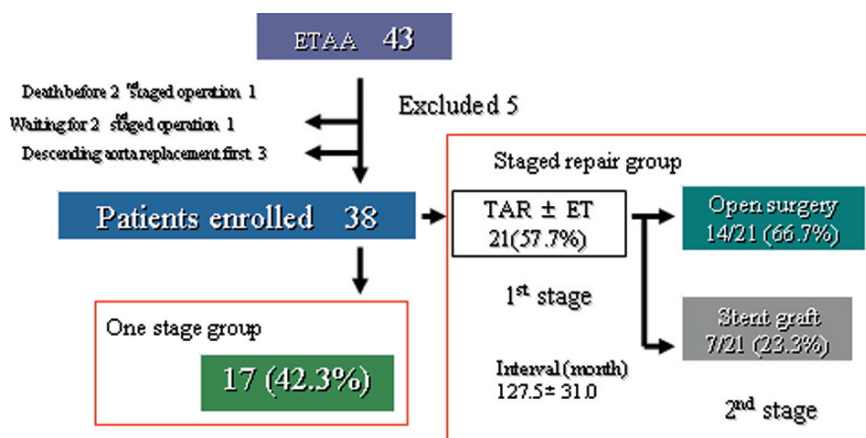 ETAA 43
Death before 2nd staged operation 1
Waiting for 2nd staged operation 1
Descending aorta replacement first 3
Excluded 5
Patients enrolled 38
One stage group
17 (42.3%)
Staged repair group
TAR ± ET
21(57.7%)
1st stage
Interval (month)
127.5± 31.0
Open surgery
14/21 (66.7%)
Stent graft
7/21 (23.3%)
2nd stage